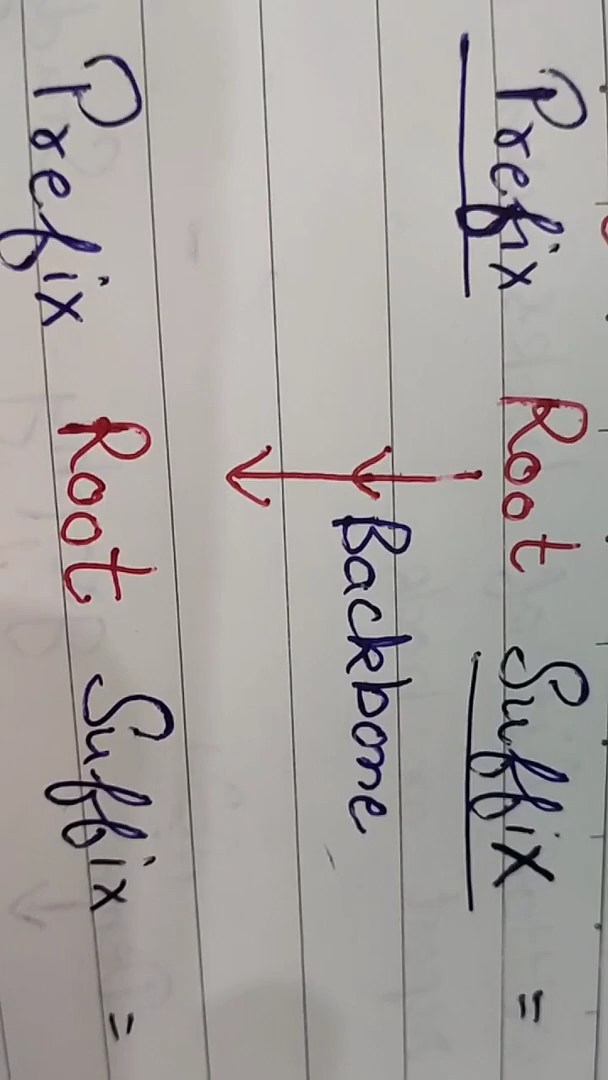 Prefix Root Suffix =
Backbone
Prefix Root Suffix =